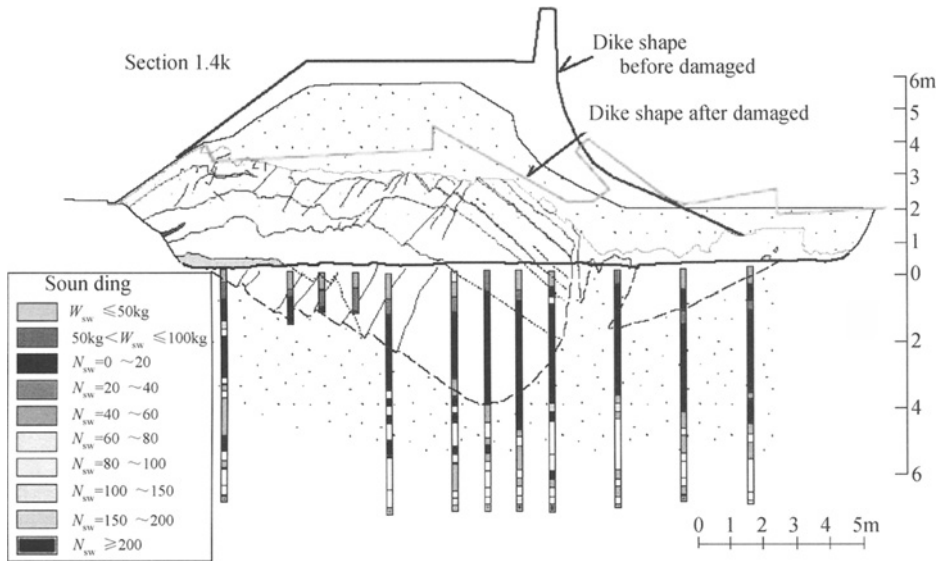 Section 1.4k
Dike shape
before damaged
Dike shape after damaged
6m
5
4
3
2
1
0
2
4
6
Soun ding
W_sw ≤50kg
50kg<W_sw ≤100kg
N_sw=0 ~20
N_sw=20 ~40
N_sw=40 ~60
N_sw=60 ~80
N_sw=80 ~100
N_sw=100 ~150
N_sw=150 ~200
N_sw ≥200
0 1 2 3 4 5m